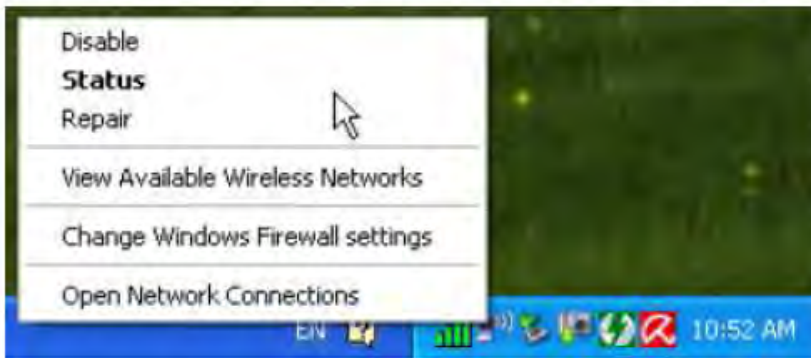 Disable
Status
Repair
View Available Wireless Networks
Change Windows Firewall settings
Open Network Connections
EN 10:52 AM